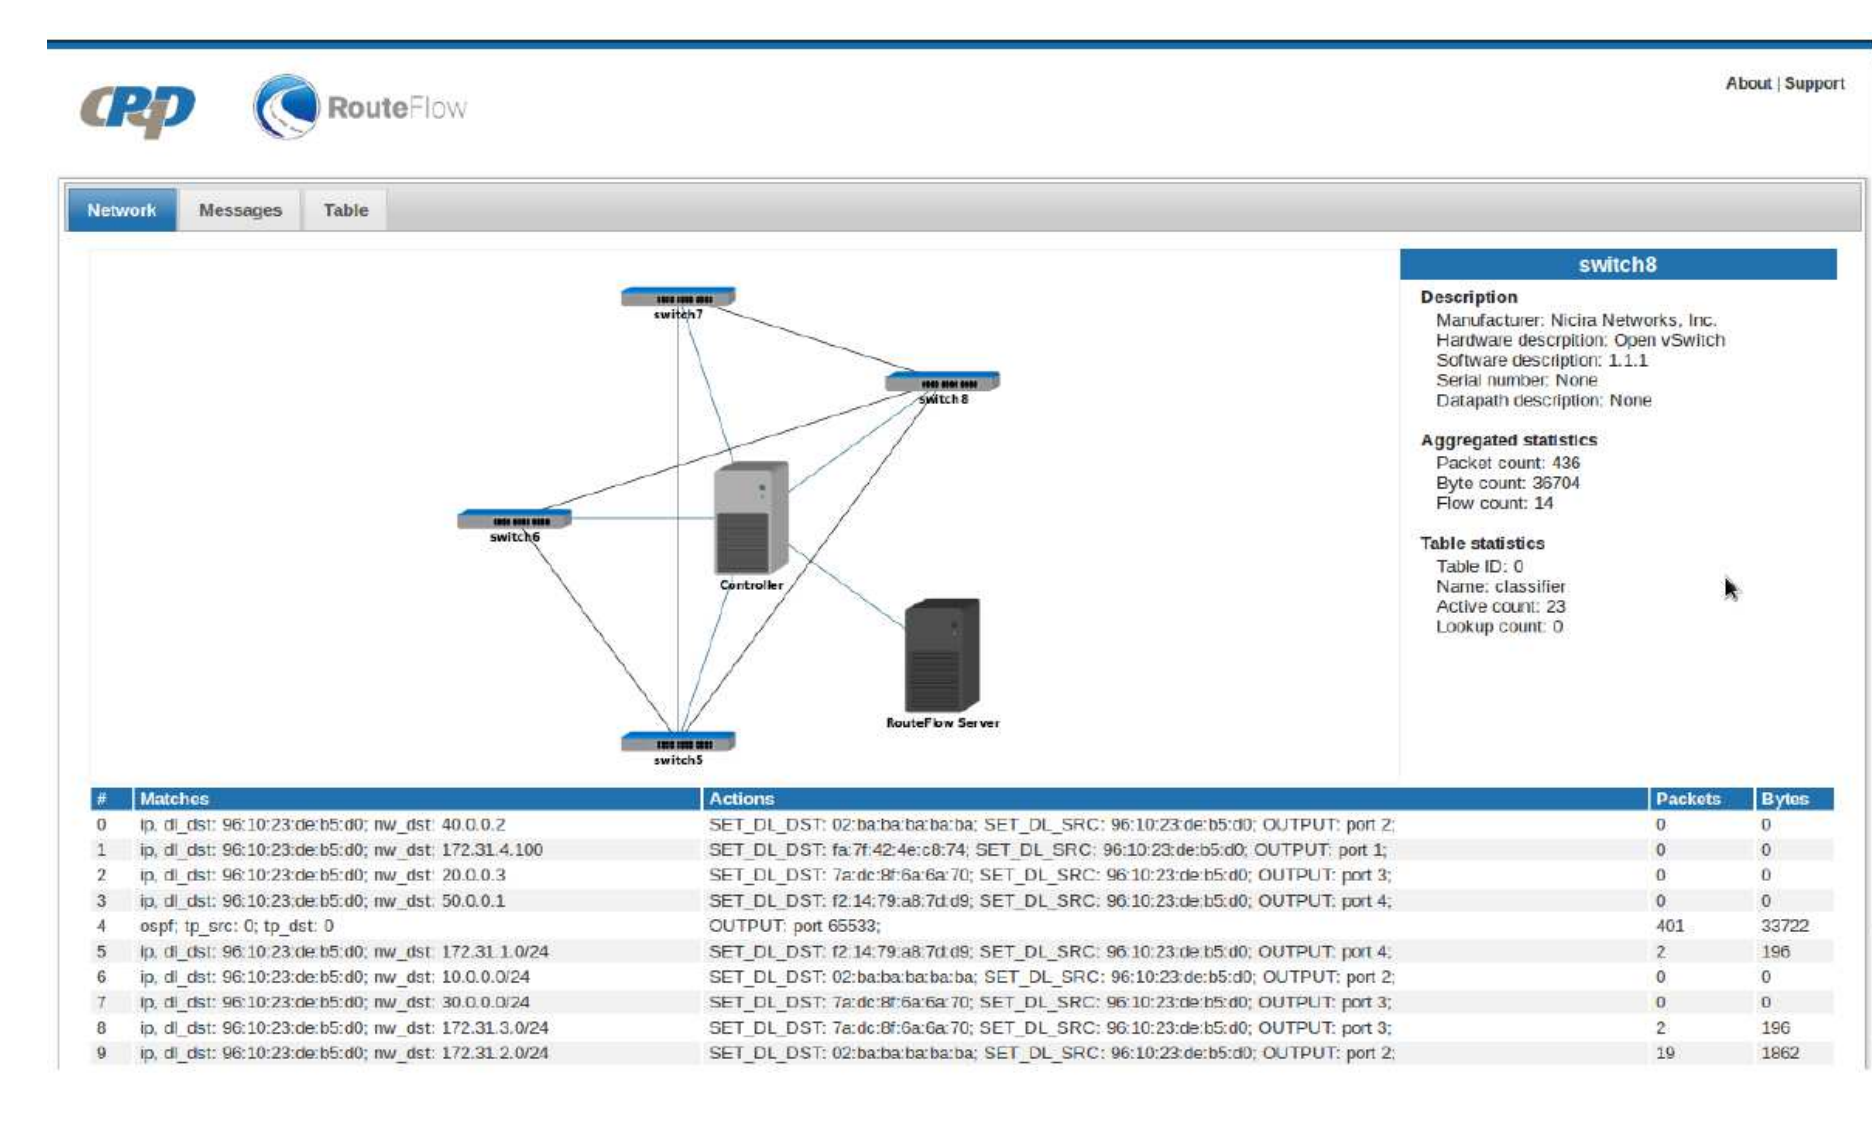 About | Support
CPqD RouteFlow
Network Messages Table
switch7
switch8
switch6
Controller
RouteFlow Server
switch5
switch8
Description
Manufacturer: Nicira Networks, Inc.
Hardware descrpition: Open vSwitch
Software description: 1.1.1
Serial number: None
Datapath description: None
Aggregated statistics
Packet count: 436
Byte count: 36704
Flow count: 14
Table statistics
Table ID: 0
Name: classifier
Active count: 23
Lookup count: 0
# Matches Actions Packets Bytes
0 ip, dl_dst: 96:10:23:de:b5:d0; nw_dst: 40.0.0.2 SET_DL_DST: 02:ba:ba:ba:ba:ba; SET_DL_SRC: 96:10:23:de:b5:d0; OUTPUT: port 2; 0 0
1 ip, dl_dst: 96:10:23:de:b5:d0; nw_dst: 172.31.4.100 SET_DL_DST: fa:7f:42:4e:c8:74; SET_DL_SRC: 96:10:23:de:b5:d0; OUTPUT: port 1; 0 0
2 ip, dl_dst: 96:10:23:de:b5:d0; nw_dst: 20.0.0.3 SET_DL_DST: 7a:dc:8f:6a:6a:70; SET_DL_SRC: 96:10:23:de:b5:d0; OUTPUT: port 3; 0 0
3 ip, dl_dst: 96:10:23:de:b5:d0; nw_dst: 50.0.0.1 SET_DL_DST: f2:14:79:a8:7d:d9; SET_DL_SRC: 96:10:23:de:b5:d0; OUTPUT: port 4; 0 0
4 ospf; tp_src: 0; tp_dst: 0 OUTPUT: port 65533; 401 33722
5 ip, dl_dst: 96:10:23:de:b5:d0; nw_dst: 172.31.1.0/24 SET_DL_DST: f2:14:79:a8:7d:d9; SET_DL_SRC: 96:10:23:de:b5:d0; OUTPUT: port 4; 2 196
6 ip, dl_dst: 96:10:23:de:b5:d0; nw_dst: 10.0.0.0/24 SET_DL_DST: 02:ba:ba:ba:ba:ba; SET_DL_SRC: 96:10:23:de:b5:d0; OUTPUT: port 2; 0 0
7 ip, dl_dst: 96:10:23:de:b5:d0; nw_dst: 30.0.0.0/24 SET_DL_DST: 7a:dc:8f:6a:6a:70; SET_DL_SRC: 96:10:23:de:b5:d0; OUTPUT: port 3; 0 0
8 ip, dl_dst: 96:10:23:de:b5:d0; nw_dst: 172.31.3.0/24 SET_DL_DST: 7a:dc:8f:6a:6a:70; SET_DL_SRC: 96:10:23:de:b5:d0; OUTPUT: port 3; 2 196
9 ip, dl_dst: 96:10:23:de:b5:d0; nw_dst: 172.31.2.0/24 SET_DL_DST: 02:ba:ba:ba:ba:ba; SET_DL_SRC: 96:10:23:de:b5:d0; OUTPUT: port 2; 19 1862